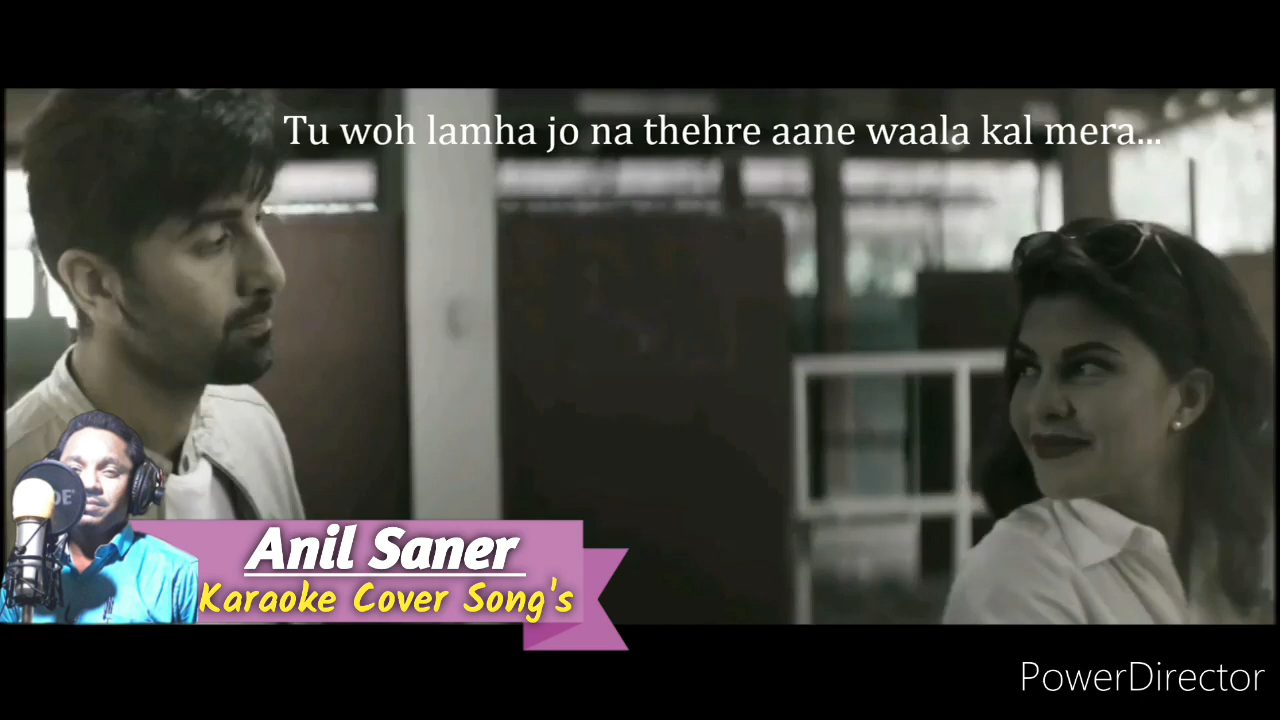 Tu woh lamha jo na thehre aane waala kal mera...
Anil Saner
Karaoke Cover Song's
PowerDirector